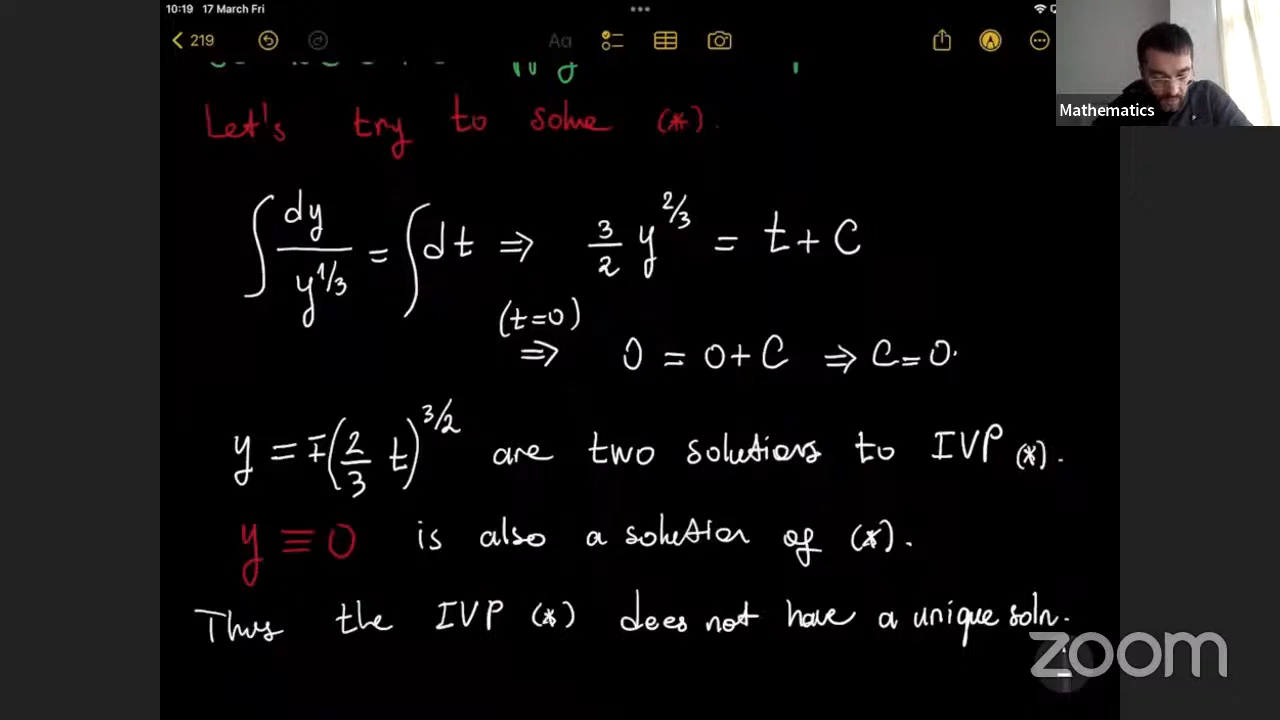 10:19 17 March Fri
219
Aa
Mathematics
Let's try to solve (*).
∫ dy/y^{1/3} = ∫ dt ⇒ 3/2 y^{2/3} = t + C
(t=0)
⇒ 0 = 0 + C ⇒ C = 0.
y = ∓(2/3 t)^{3/2} are two solutions to IVP (*).
y ≡ 0 is also a solution of (*).
Thus the IVP (*) does not have a unique soln.
zoom